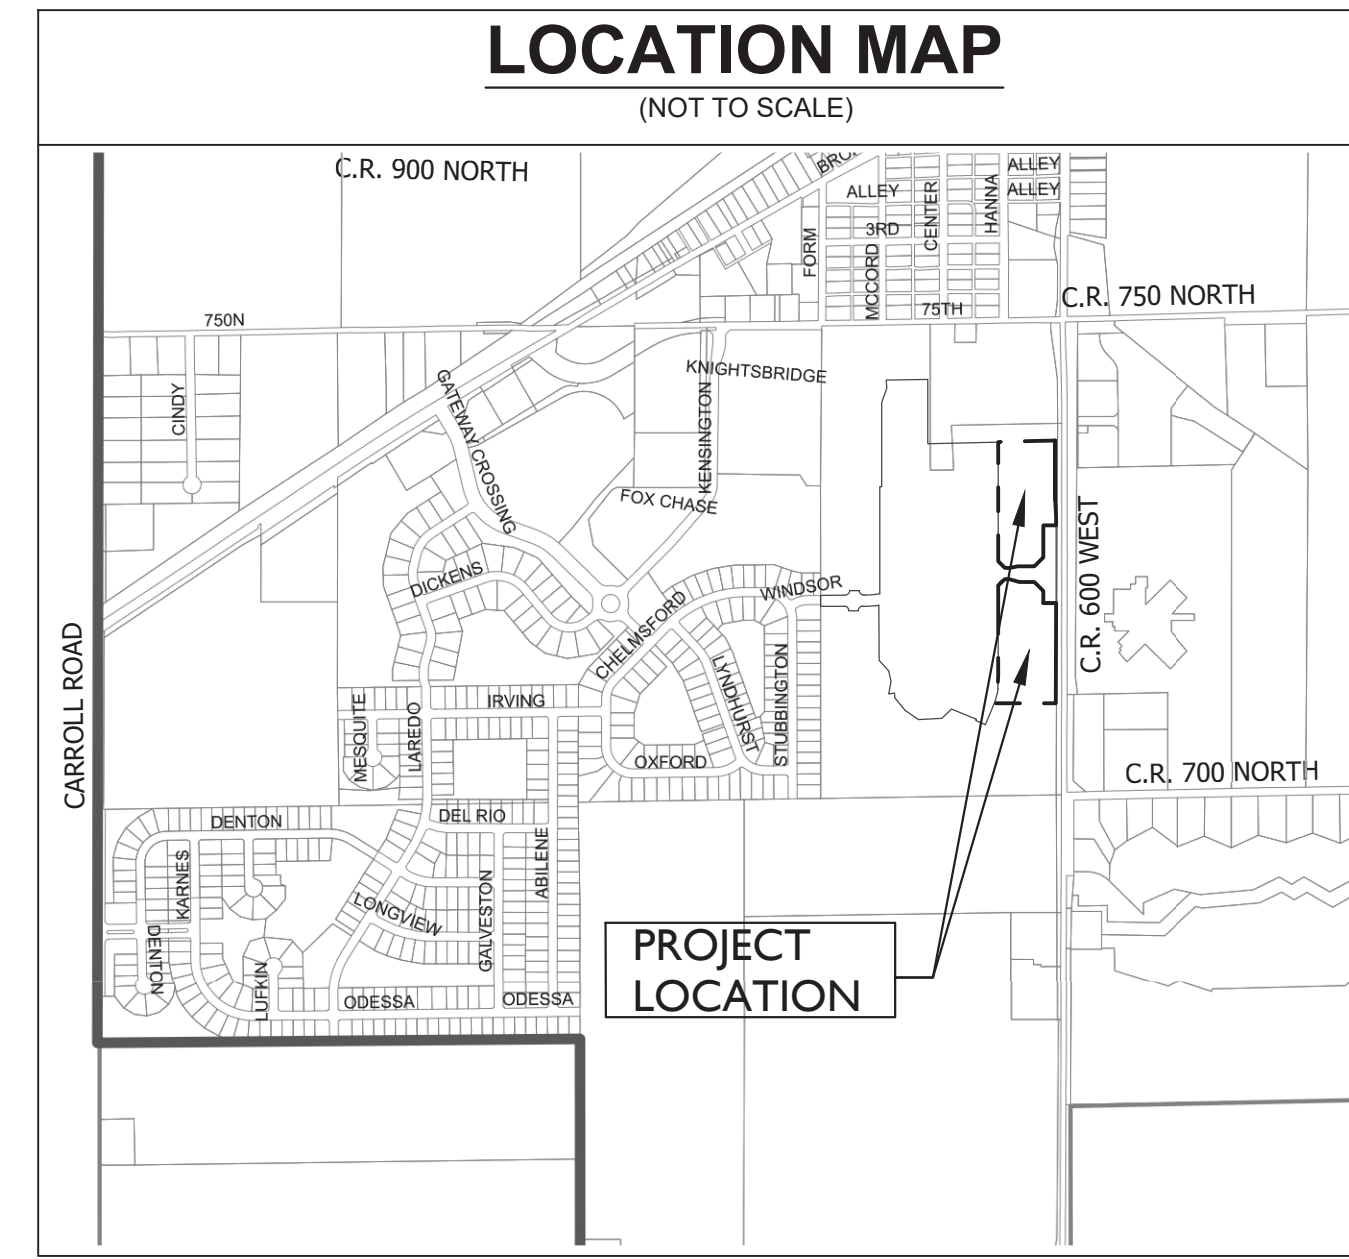 LOCATION MAP
(NOT TO SCALE)
C.R. 900 NORTH
ALLEY
ALLEY
ALLEY
HANNA
CENTER
3RD
FORM
MCCORD
75TH
C.R. 750 NORTH
750N
KNIGHTSBRIDGE
KENSINGTON
GATEWAY CROSSING
CINDY
FOX CHASE
C.R. 600 WEST
DICKENS
WINDSOR
CHELMSFORD
LYNDHURST
STUBBINGTON
CARROLL ROAD
MESQUITE
LAREDO
IRVING
OXFORD
C.R. 700 NORTH
DENTON
DEL RIO
KARNES
ABILENE
GALVESTON
LONGVIEW
DENTON
LUFKIN
ODESSA
ODESSA
PROJECT
LOCATION